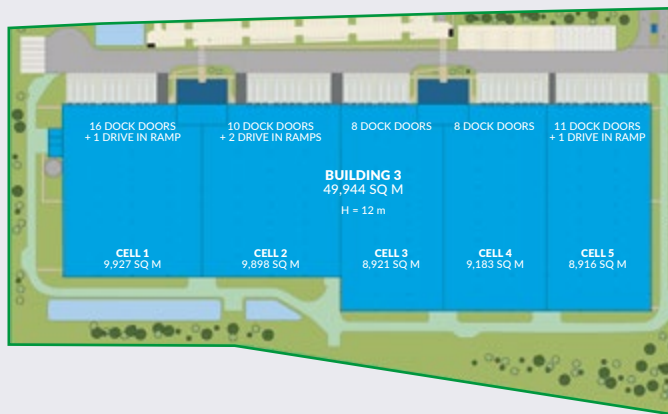 16 DOCK DOORS
+ 1 DRIVE IN RAMP
10 DOCK DOORS
+ 2 DRIVE IN RAMPS
8 DOCK DOORS
8 DOCK DOORS
11 DOCK DOORS
+ 1 DRIVE IN RAMP
BUILDING 3
49,944 SQ M
H = 12 m
CELL 1
9,927 SQ M
CELL 2
9,898 SQ M
CELL 3
8,921 SQ M
CELL 4
9,183 SQ M
CELL 5
8,916 SQ M